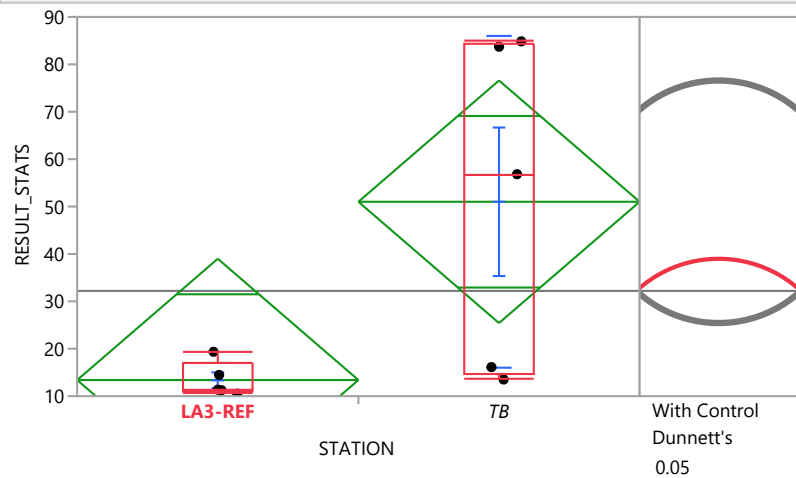 90
80
70
60
50
40
30
20
10
RESULT_STATS
LA3-REF
TB
STATION
With Control
Dunnett's
0.05